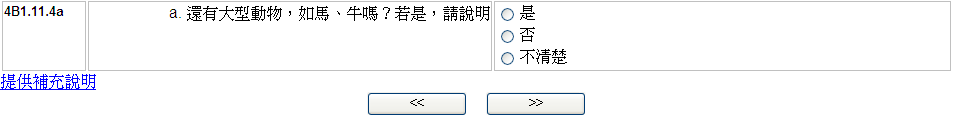 4B1.11.4a
a. 還有大型動物，如馬、牛嗎？若是，請說明
是
否
不清楚
提供補充說明
<<
>>